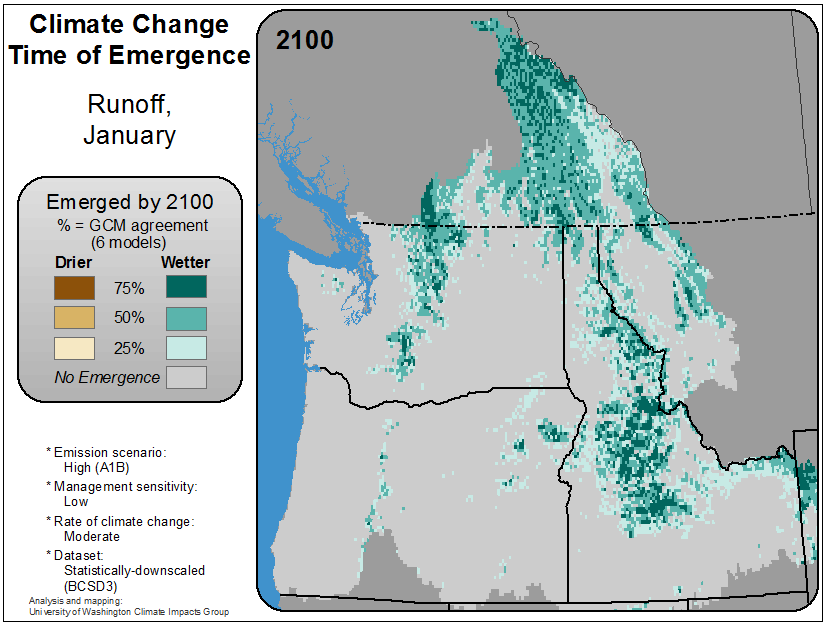 Climate Change
Time of Emergence
Runoff,
January
2100
Emerged by 2100
% = GCM agreement
(6 models)
Drier Wetter
75%
50%
25%
No Emergence
* Emission scenario:
High (A1B)
* Management sensitivity:
Low
* Rate of climate change:
Moderate
* Dataset:
Statistically-downscaled
(BCSD3)
Analysis and mapping:
University of Washington Climate Impacts Group